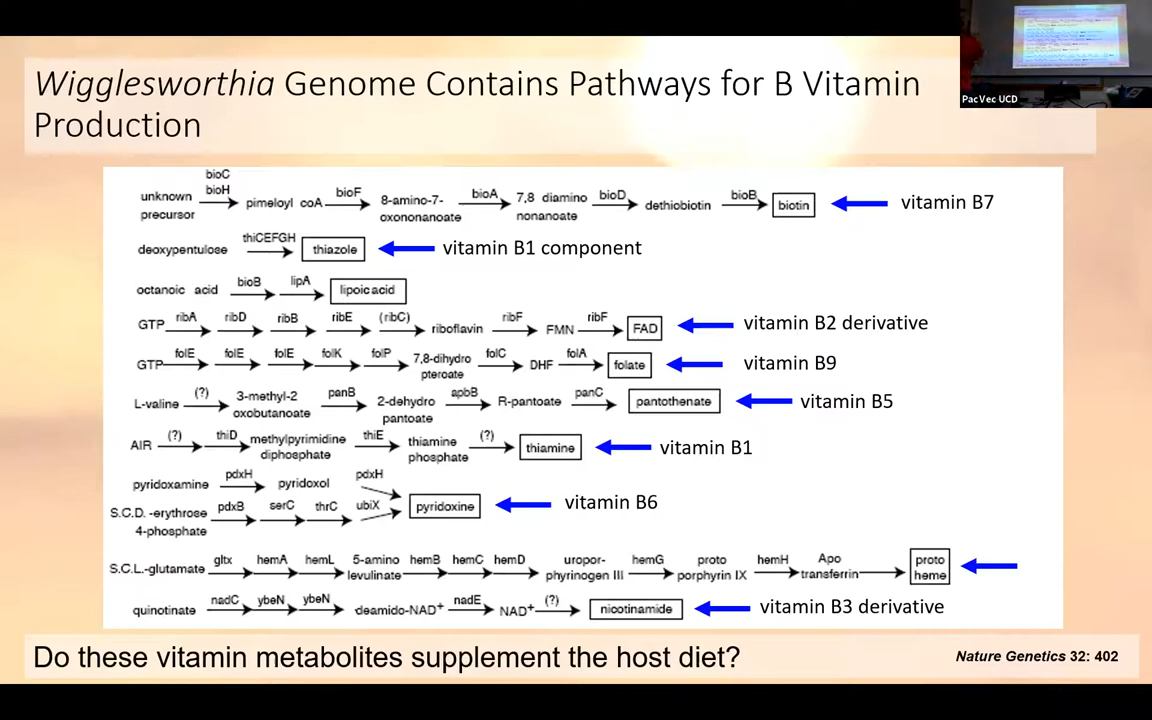 Wigglesworthia Genome Contains Pathways for B Vitamin
Production
PacVec UCD
bioC
bioH
unknown
precursor
pimeloyl coA
bioF
8-amino-7-
oxononanoate
bioA
7,8 diamino
nonanoate
bioD
dethiobiotin
bioB
biotin
vitamin B7
deoxypentulose
thiCEFGH
thiazole
vitamin B1 component
octanoic acid
bioB
lipA
lipoic acid
GTP
ribA
ribD
ribB
ribE
(ribC)
riboflavin
ribF
FMN
ribF
FAD
vitamin B2 derivative
GTP
folE
folE
folE
folK
folP
7,8-dihydro
pteroate
folC
DHF
folA
folate
vitamin B9
L-valine
(?)
3-methyl-2
oxobutanoate
panB
2-dehydro
pantoate
apbB
R-pantoate
panC
pantothenate
vitamin B5
AIR
(?)
thiD
methylpyrimidine
diphosphate
thiE
thiamine
phosphate
(?)
thiamine
vitamin B1
pyridoxamine
pdxH
pyridoxol
pdxH
S.C.D. -erythrose
4-phosphate
pdxB
serC
thrC
ubiX
pyridoxine
vitamin B6
S.C.L.-glutamate
gltx
hemA
hemL
5-amino
levulinate
hemB
hemC
hemD
uropor-
phyrinogen III
hemG
proto
porphyrin IX
hemH
Apo
transferrin
proto
heme
quinotinate
nadC
ybeN
ybeN
deamido-NAD+
nadE
NAD+
(?)
nicotinamide
vitamin B3 derivative
Do these vitamin metabolites supplement the host diet?
Nature Genetics 32: 402